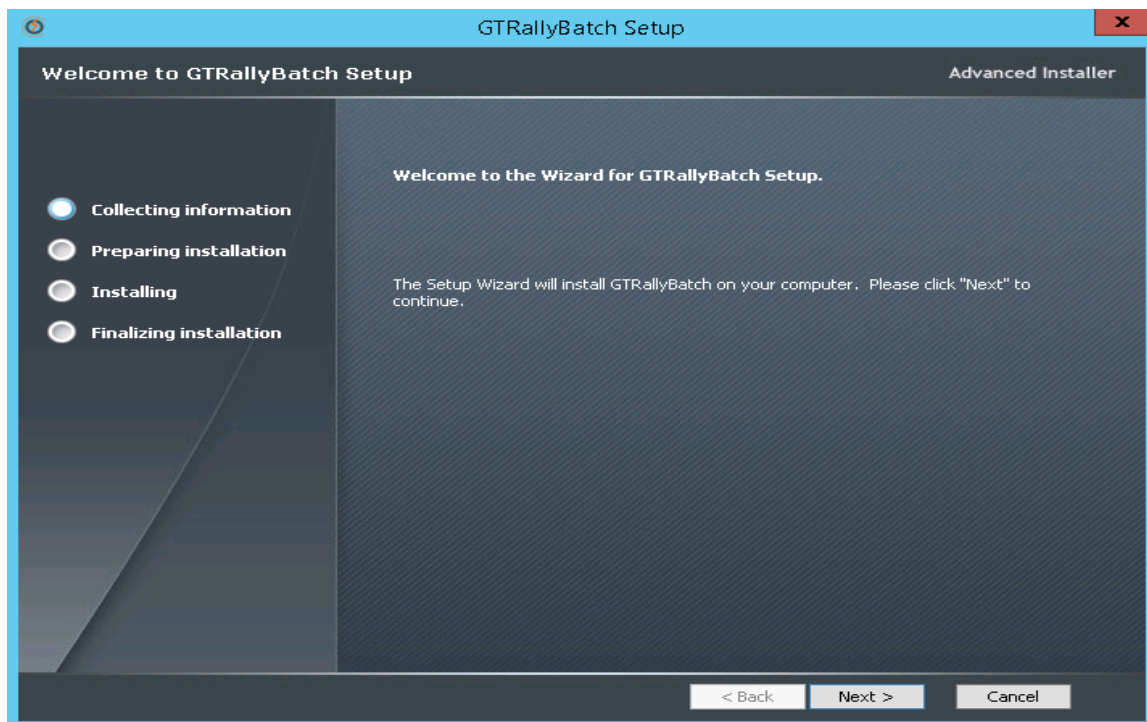 GTRallyBatch Setup
x
Welcome to GTRallyBatch Setup
Advanced Installer
Welcome to the Wizard for GTRallyBatch Setup.
Collecting information
Preparing installation
Installing
Finalizing installation
The Setup Wizard will install GTRallyBatch on your computer.  Please click "Next" to
continue.
< Back
Next >
Cancel